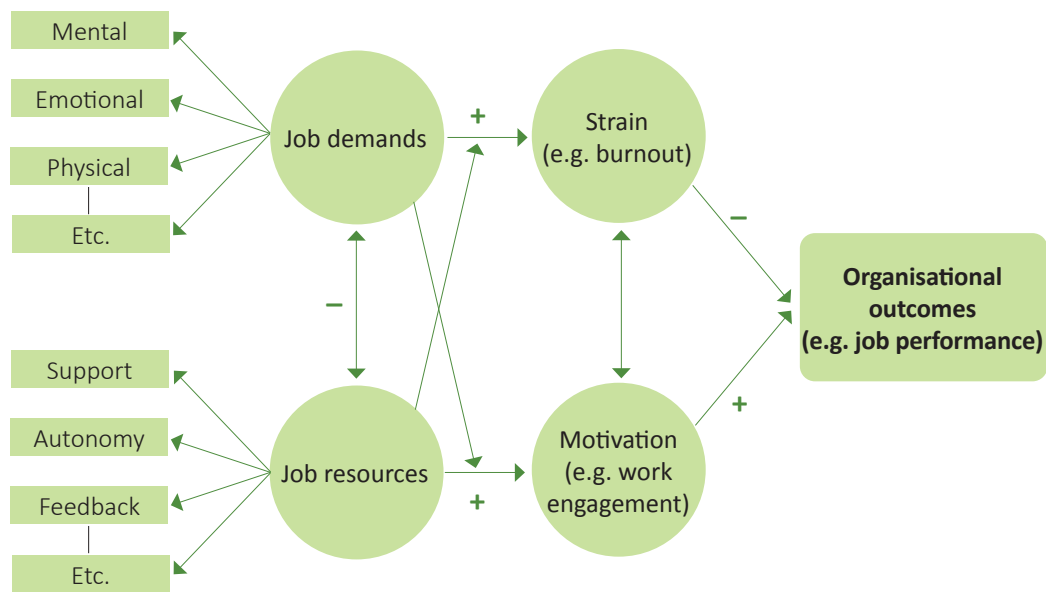 Mental
Emotional
Physical
Etc.
Job demands
+
Strain
(e.g. burnout)
–
–
Organisational
outcomes
(e.g. job performance)
Support
Autonomy
Feedback
Etc.
Job resources
+
Motivation
(e.g. work
engagement)
+